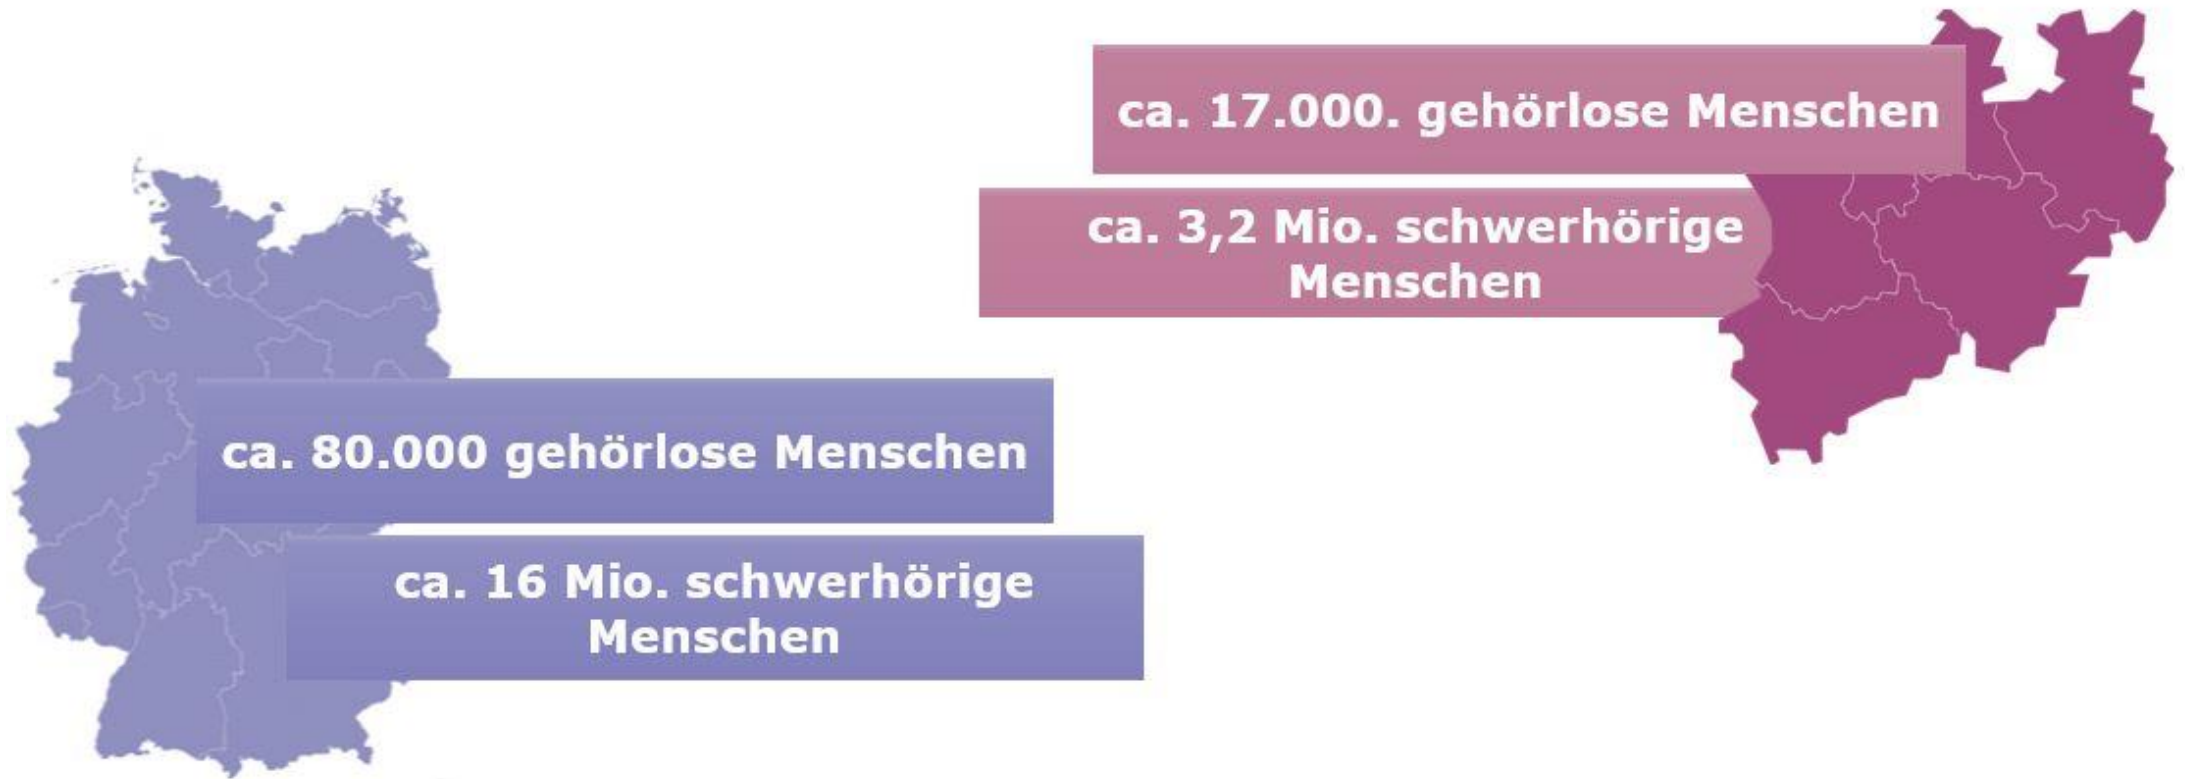 ca. 17.000. gehörlose Menschen
ca. 3,2 Mio. schwerhörige
Menschen
ca. 80.000 gehörlose Menschen
ca. 16 Mio. schwerhörige
Menschen